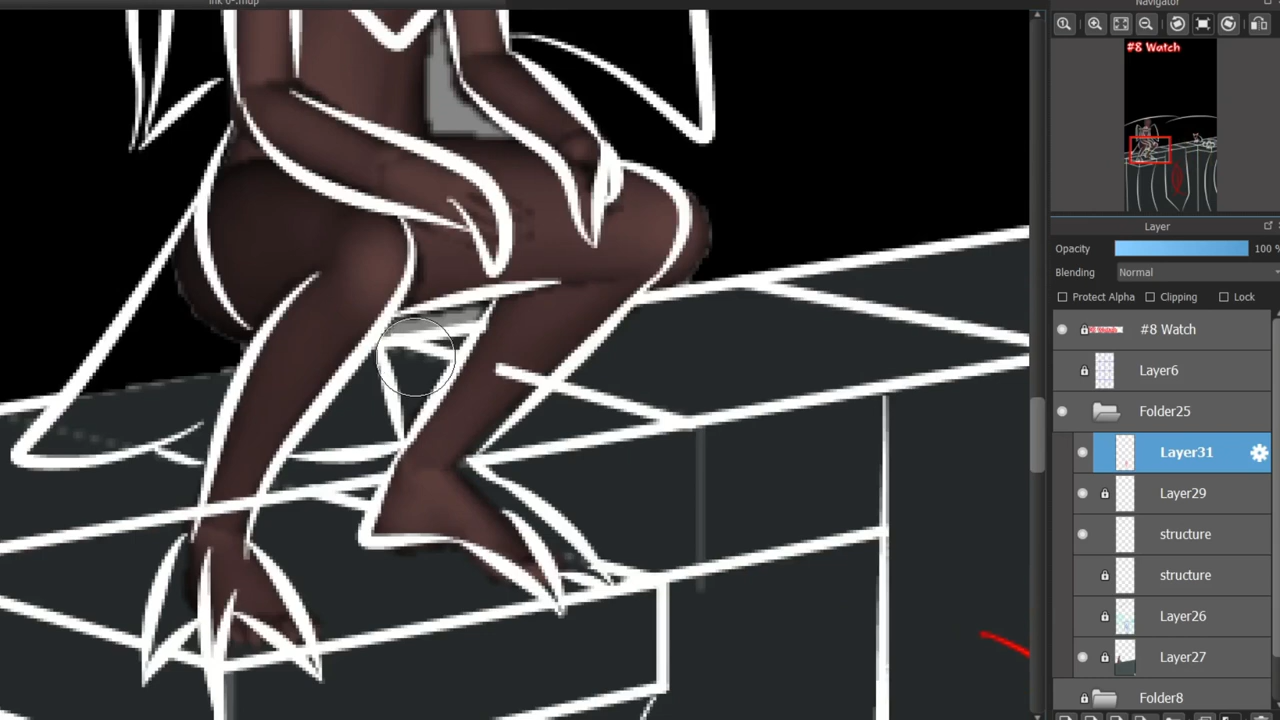 ink 6*.mdp
Navigator
#8 Watch
Layer
Opacity 100 %
Blending Normal
Protect Alpha Clipping Lock
#8 Watch
Layer6
Folder25
Layer31
Layer29
structure
structure
Layer26
Layer27
Folder8